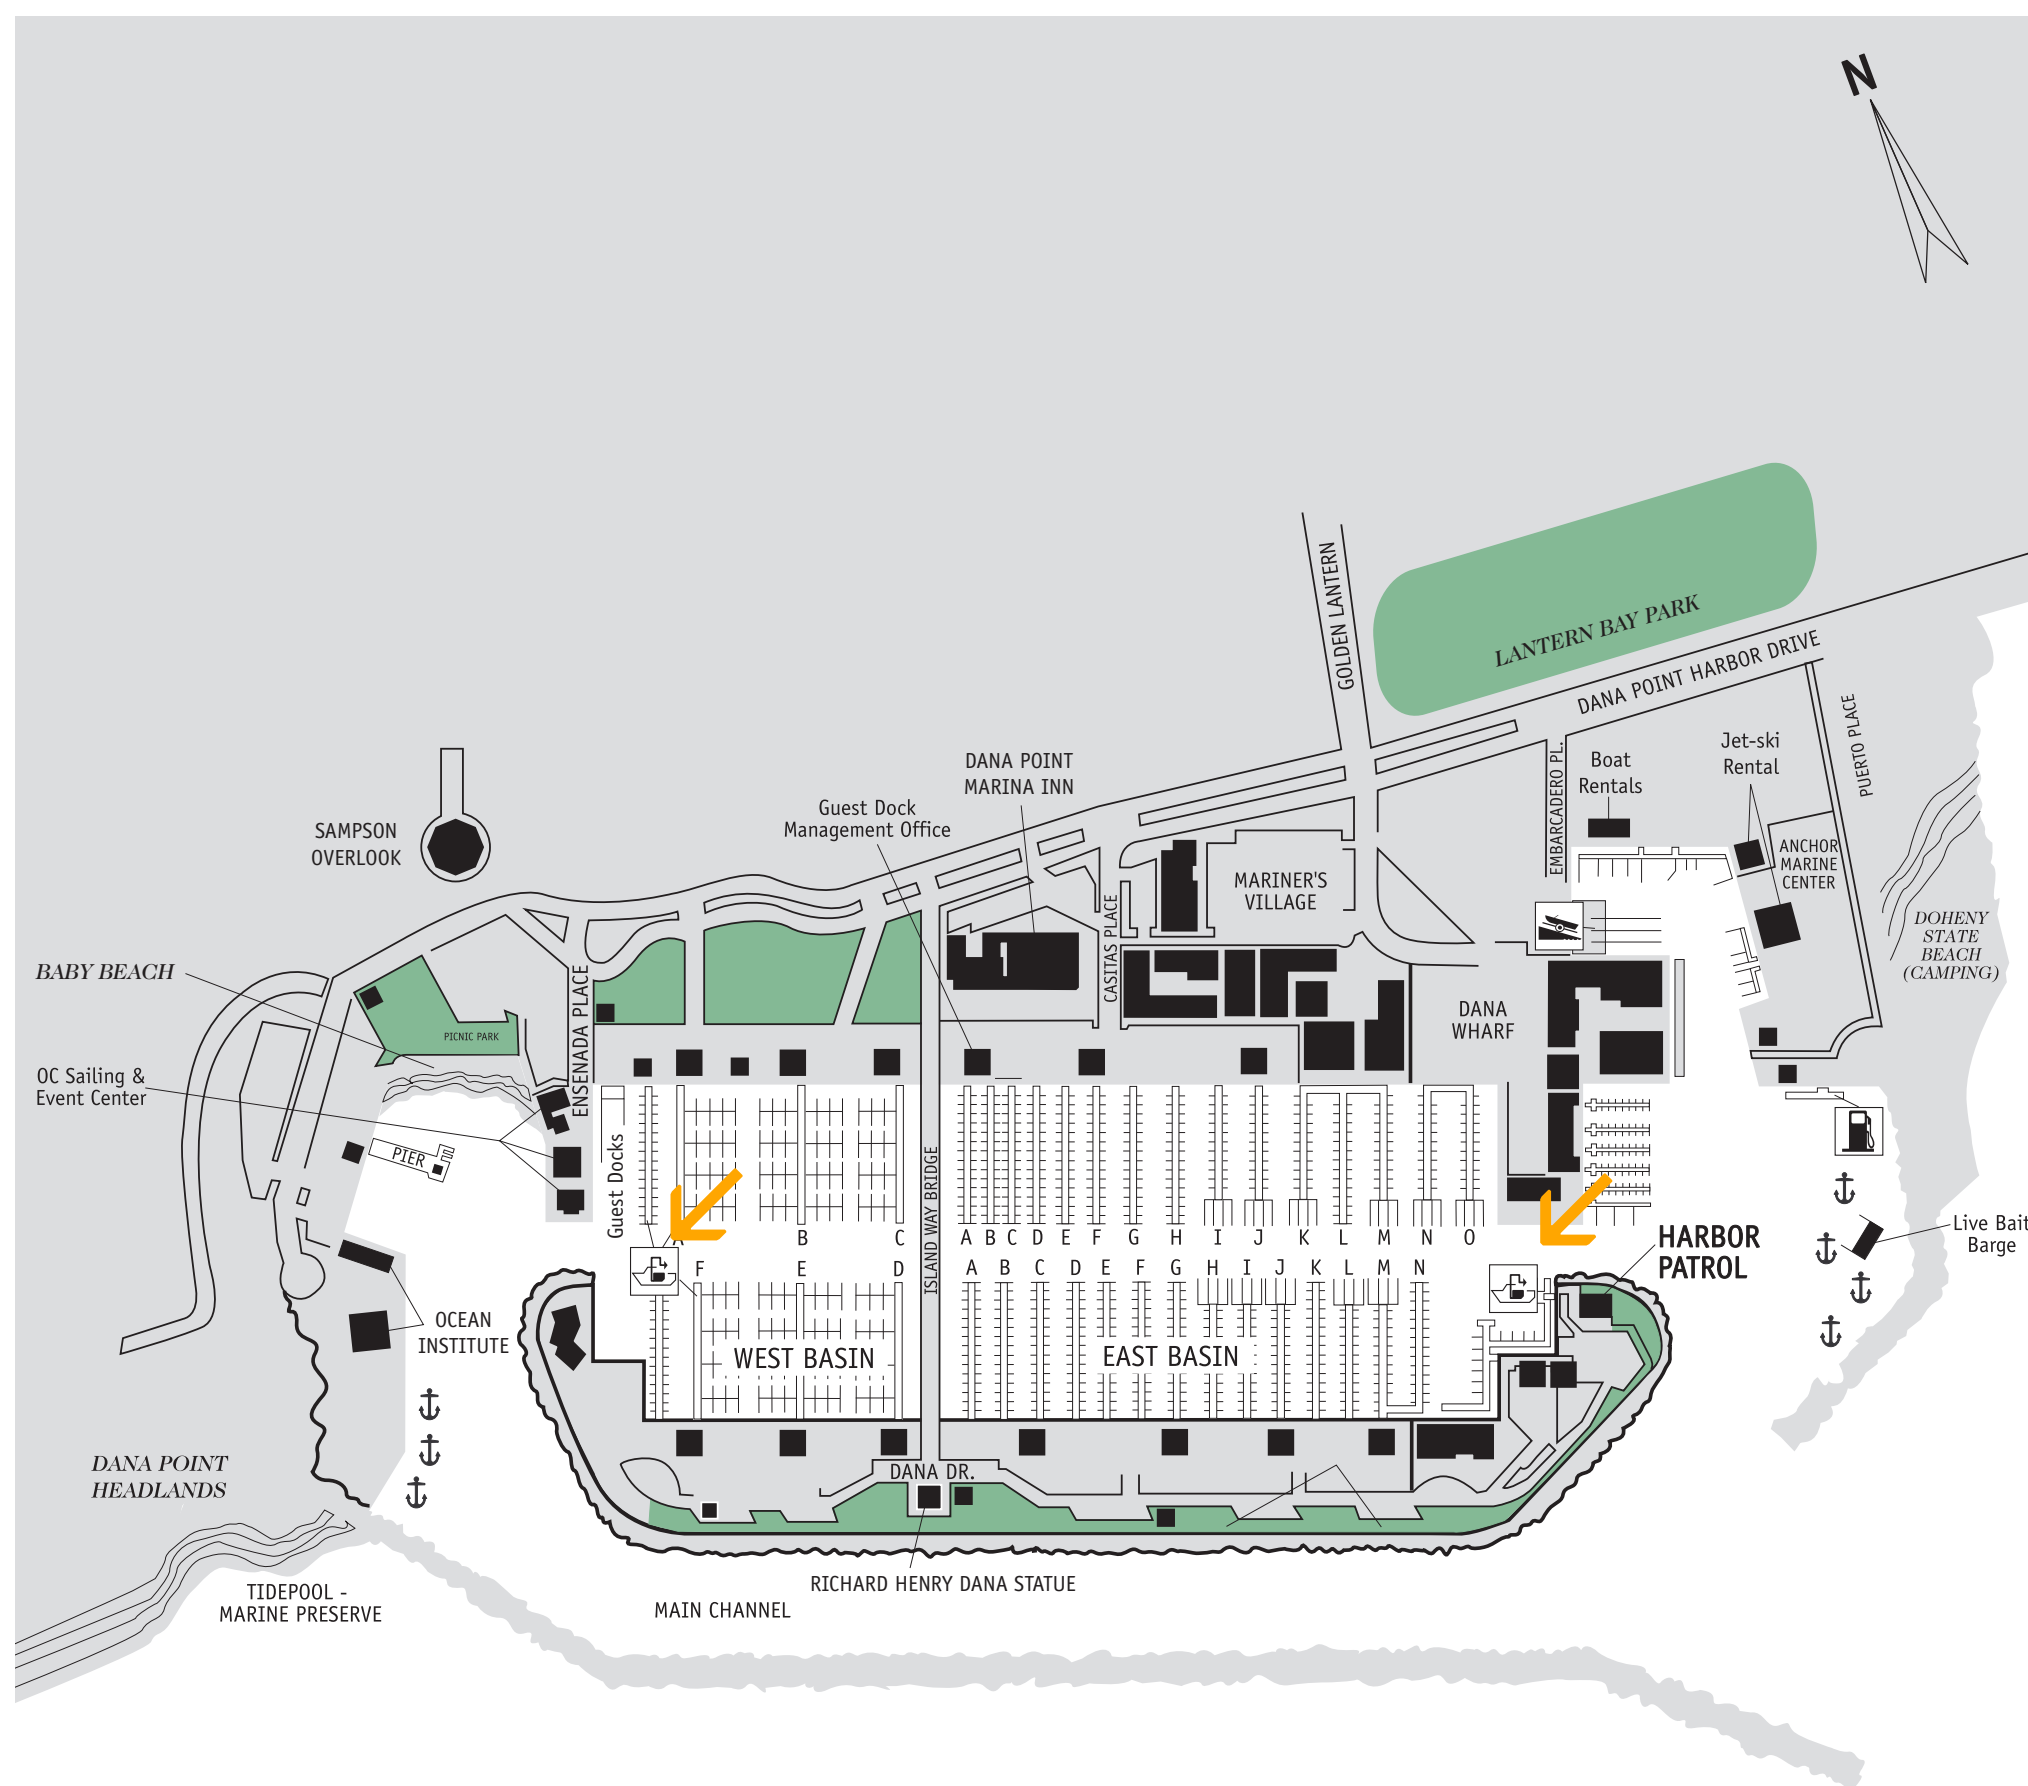 N
GOLDEN LANTERN
LANTERN BAY PARK
DANA POINT HARBOR DRIVE
PUERTO PLACE
EMBARCADERO PL.
Boat
Rentals
Jet-ski
Rental
DANA POINT
MARINA INN
Guest Dock
Management Office
SAMPSON
OVERLOOK
MARINER'S
VILLAGE
ANCHOR
MARINE
CENTER
CASITAS PLACE
DOHENY
STATE
BEACH
(CAMPING)
BABY BEACH
ENSENADA PLACE
DANA
WHARF
PICNIC PARK
OC Sailing &
Event Center
PIER
Guest Docks
ISLAND WAY BRIDGE
A B C
A B C D E F G H I J K L M N O
F E D
A B C D E F G H I J K L M N
HARBOR
PATROL
Live Bait
Barge
OCEAN
INSTITUTE
WEST BASIN
EAST BASIN
DANA POINT
HEADLANDS
DANA DR.
RICHARD HENRY DANA STATUE
TIDEPOOL -
MARINE PRESERVE
MAIN CHANNEL